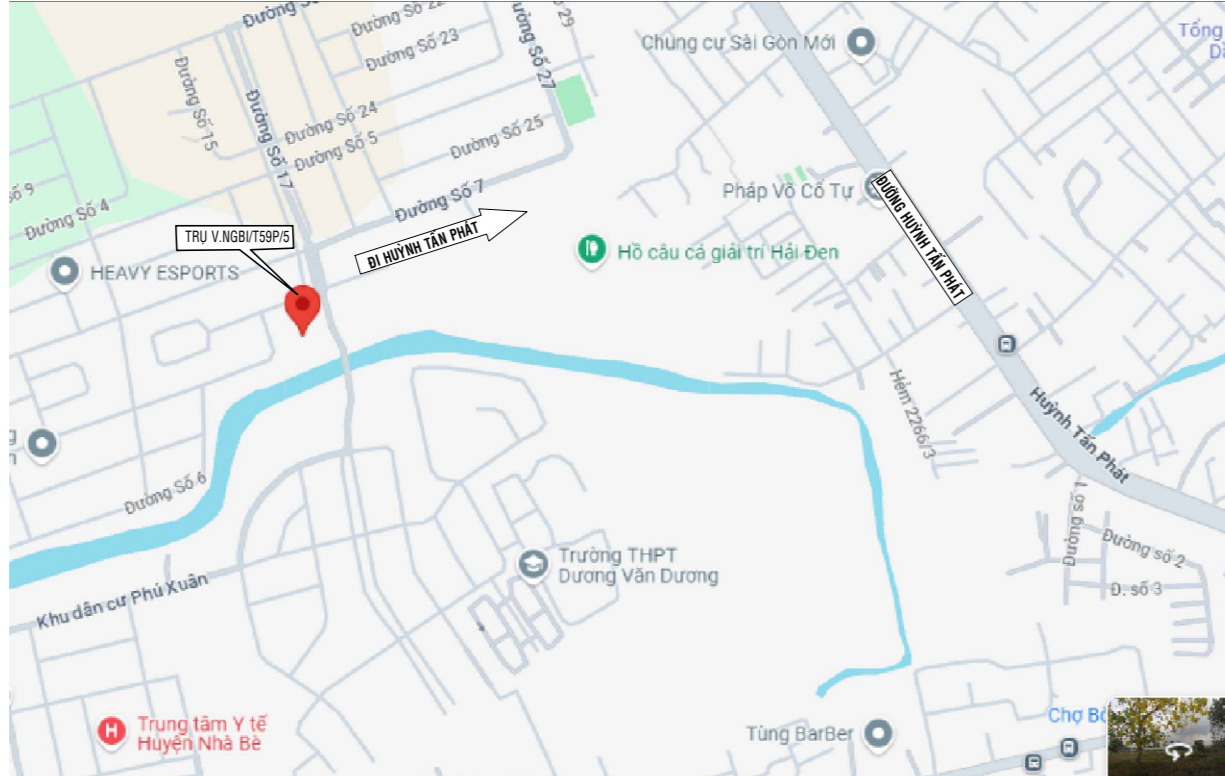 Đường Số 22
Đường Số 23
29
Chung cư Sài Gòn Mới
Tổng
Đường Số 15
Đường Số 17
Đường Số 24
Đường Số 5
Đường Số 25
Số 27
Số 9
Đường Số 4
Đường Số 7
Pháp Võ Cổ Tự
ĐƯỜNG HUỲNH TẤN PHÁT
TRỤ V.NGBI/T59P/5
ĐI HUỲNH TẤN PHÁT
HEAVY ESPORTS
Hồ câu cá giải trí Hải Đen
Hẻm 2266/3
Huỳnh Tấn Phát
Đường Số 6
Đường số 1
Đường số 2
Đ. số 3
Trường THPT
Dương Văn Dương
Khu dân cư Phú Xuân
Trung tâm Y tế
Huyện Nhà Bè
Tùng BarBer
Chợ